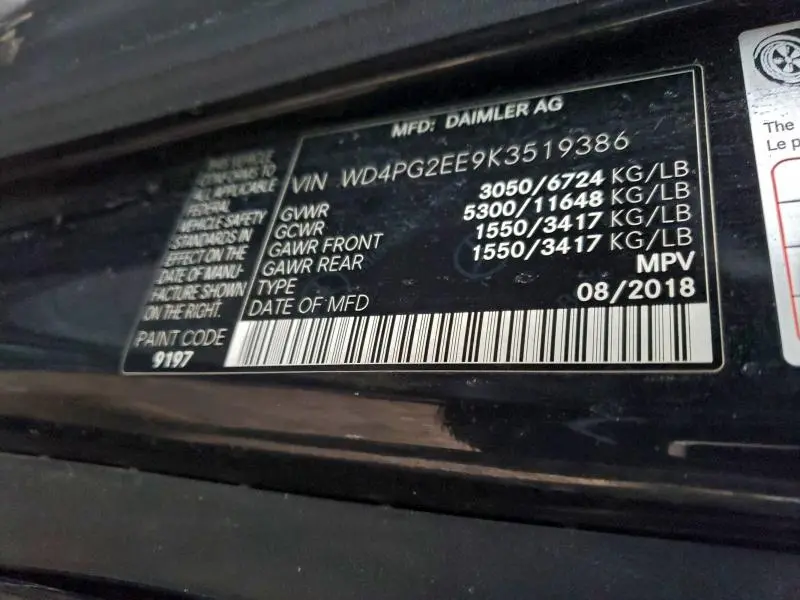 MFD: DAIMLER AG
VIN WD4PG2EE9K3519386
GVWR 3050/6724 KG/LB
GCWR 5300/11648 KG/LB
GAWR FRONT 1550/3417 KG/LB
GAWR REAR 1550/3417 KG/LB
TYPE MPV
DATE OF MFD 08/2018
THIS VEHICLE
CONFORMS TO
ALL APPLICABLE
FEDERAL
VEHICLE SAFETY
STANDARDS IN
EFFECT ON THE
DATE OF MANU-
FACTURE SHOWN
ON THE RIGHT.
PAINT CODE
9197
The
Le p